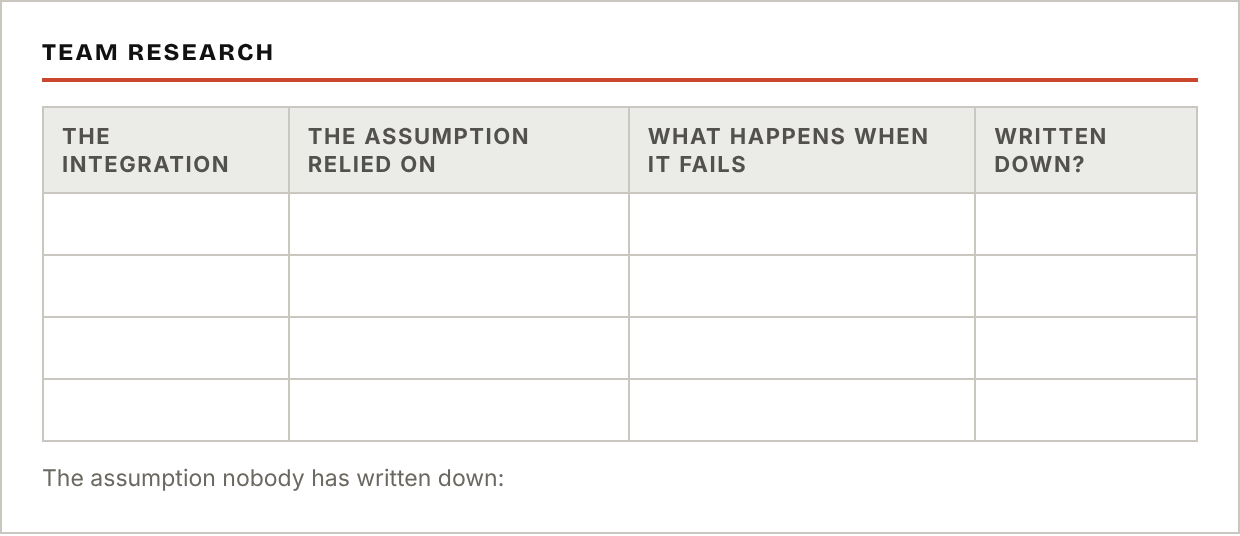 TEAM RESEARCH
THE INTEGRATION
THE ASSUMPTION RELIED ON
WHAT HAPPENS WHEN IT FAILS
WRITTEN DOWN?
The assumption nobody has written down: